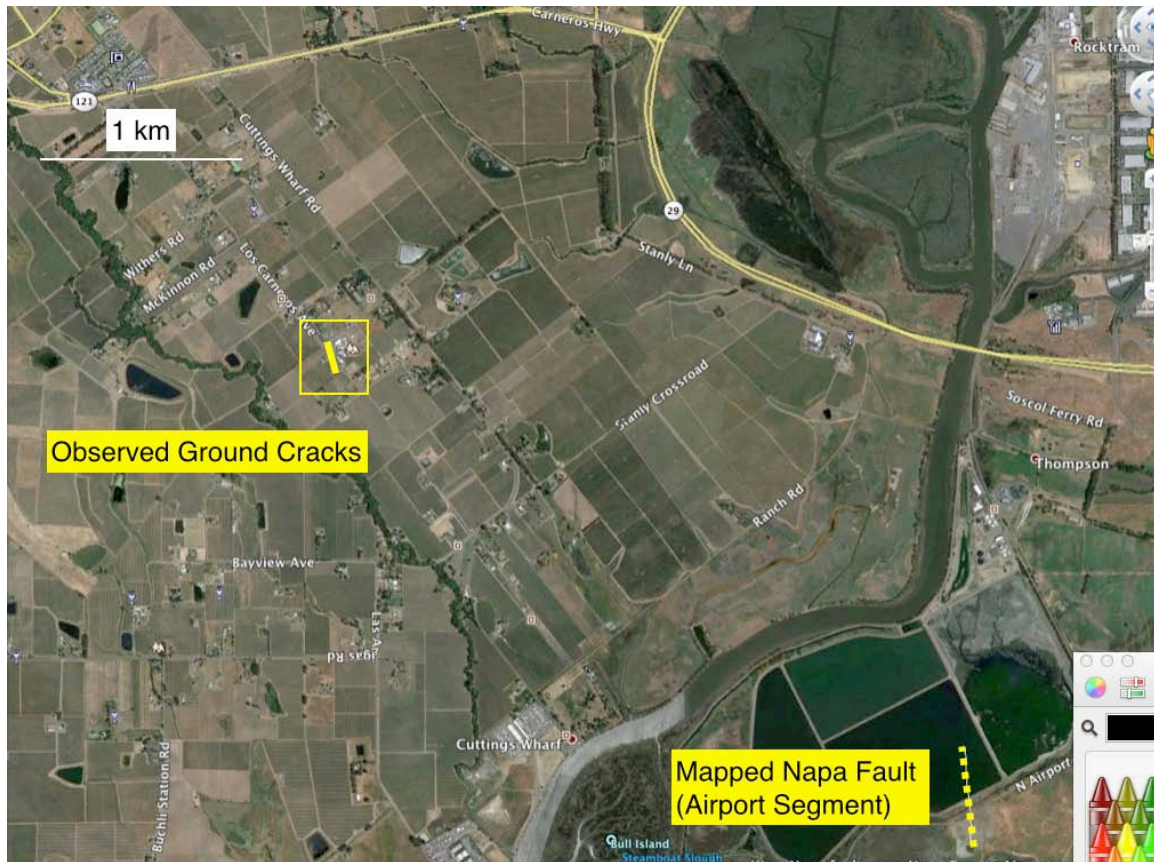 Carneros Hwy
Rocktram
121
1 km
Cuttings Wharf Rd
29
Withers Rd
McKinnon Rd
Los Carneros Ave
Stanly Ln
Stanly Crossroad
Soscol Ferry Rd
Observed Ground Cracks
Thompson
Ranch Rd
Bayview Ave
Las A
igas Rd
Cuttings Wharf
Buchli Station Rd
Mapped Napa Fault
(Airport Segment)
N Airport
Bull Island
Steamboat Slough